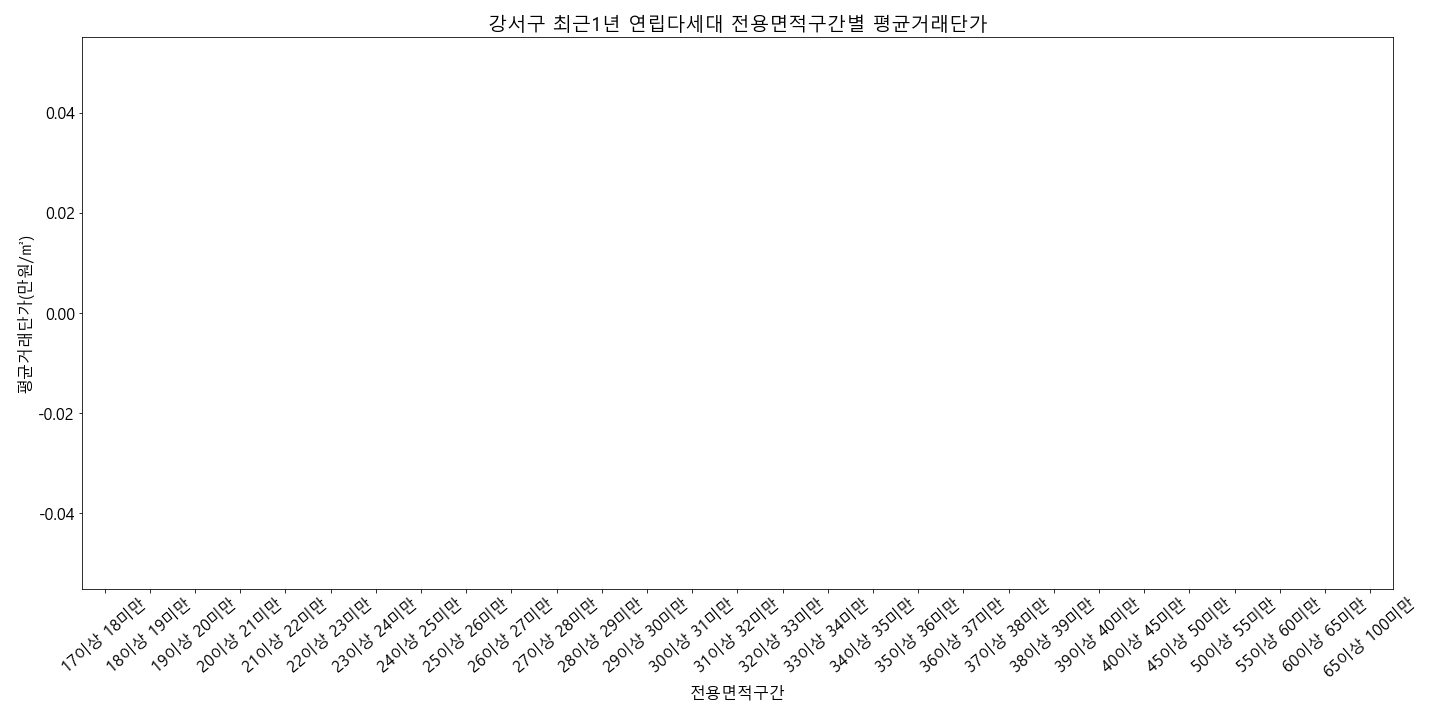 강서구 최근1년 연립다세대 전용면적구간별 평균거래단가
평균거래단가(만원/㎡)
0.04
0.02
0.00
-0.02
-0.04
17이상 18미만
18이상 19미만
19이상 20미만
20이상 21미만
21이상 22미만
22이상 23미만
23이상 24미만
24이상 25미만
25이상 26미만
26이상 27미만
27이상 28미만
28이상 29미만
29이상 30미만
30이상 31미만
31이상 32미만
32이상 33미만
33이상 34미만
34이상 35미만
35이상 36미만
36이상 37미만
37이상 38미만
38이상 39미만
39이상 40미만
40이상 45미만
45이상 50미만
50이상 55미만
55이상 60미만
60이상 65미만
65이상 100미만
전용면적구간